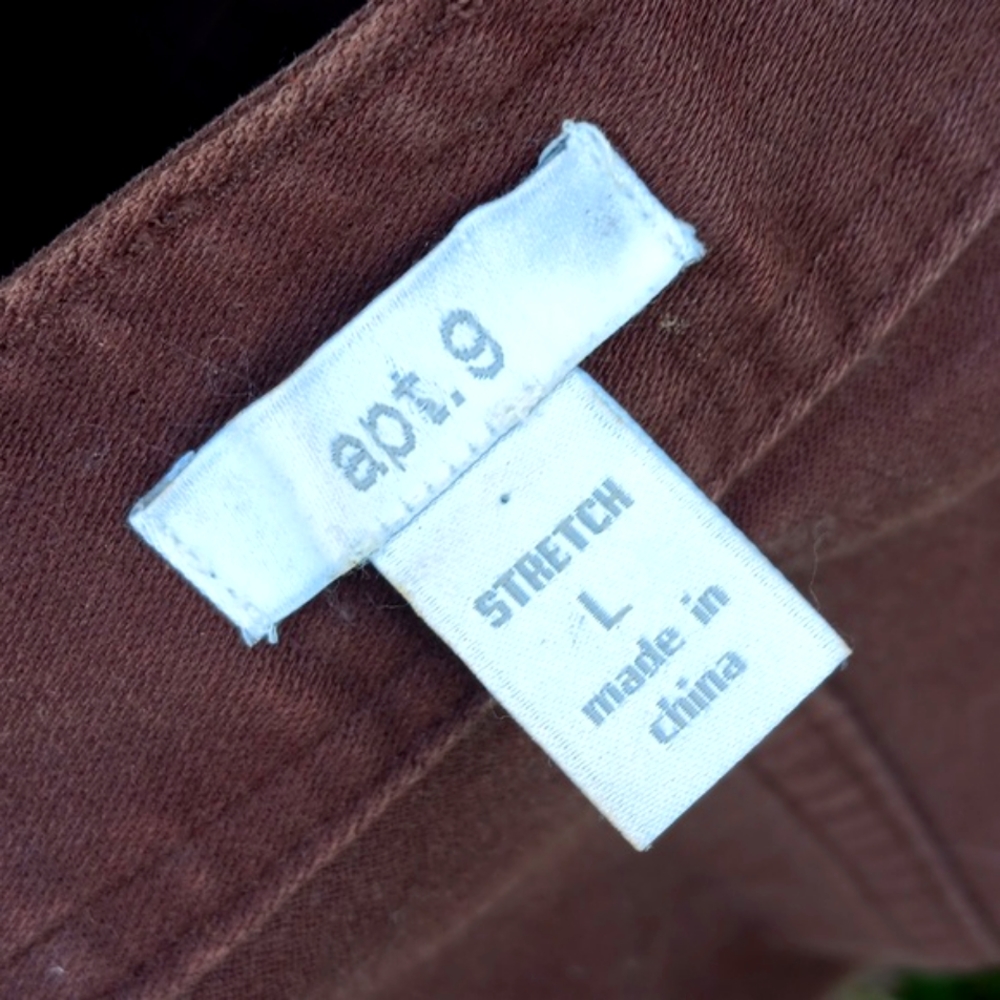 apt. 9
STRETCH
L
made in
china